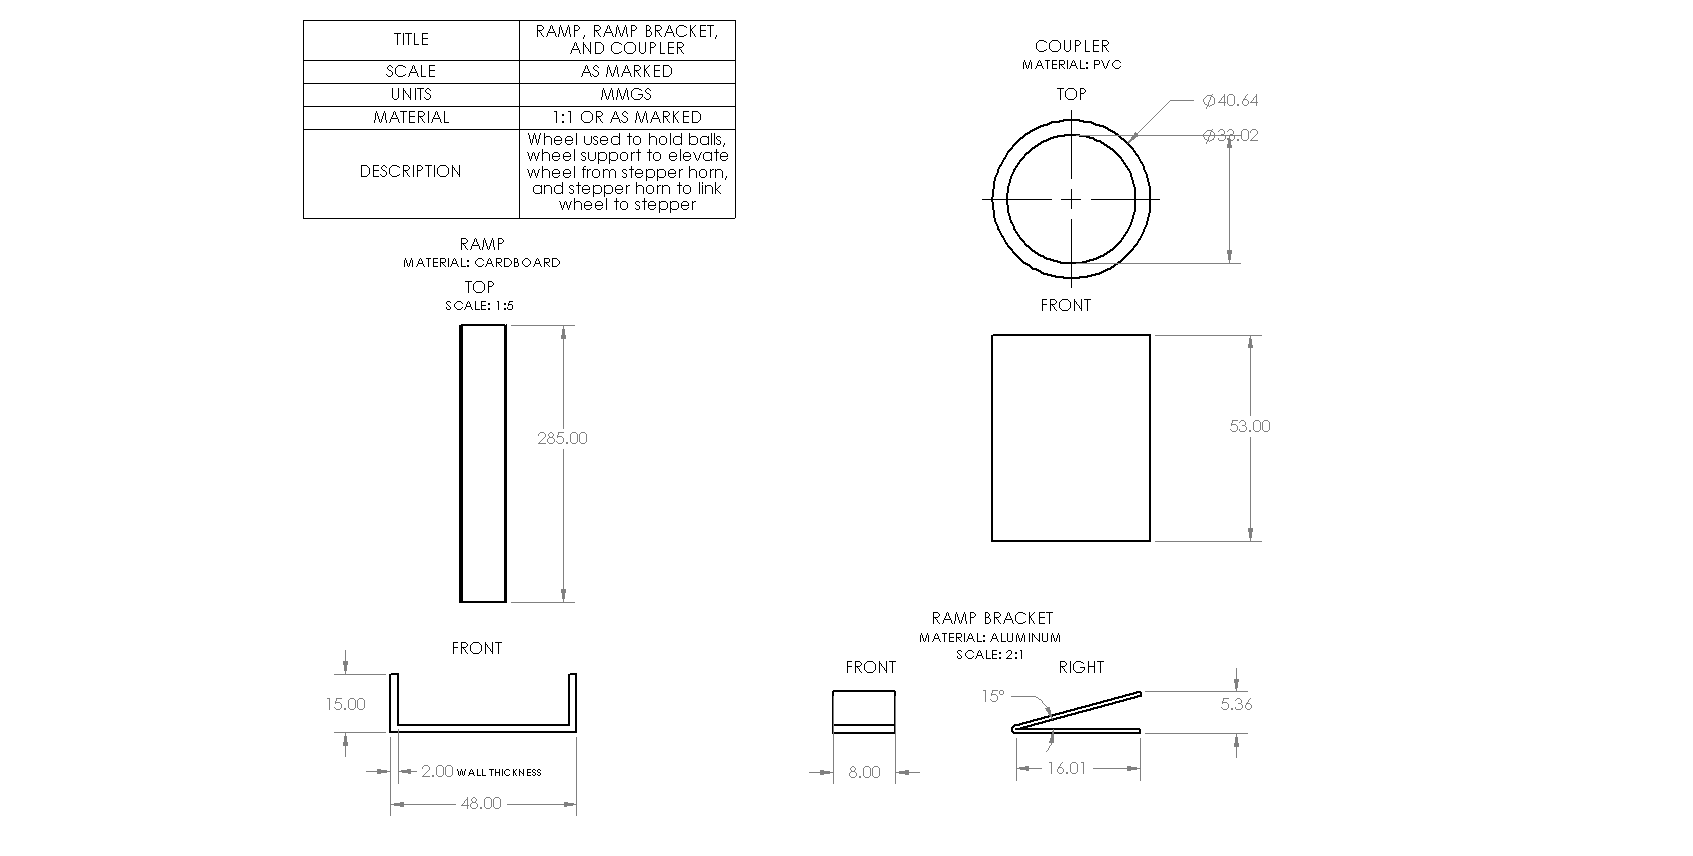 TITLE
RAMP, RAMP BRACKET,
AND COUPLER
SCALE
AS MARKED
UNITS
MMGS
MATERIAL
1:1 OR AS MARKED
DESCRIPTION
Wheel used to hold balls,
wheel support to elevate
wheel from stepper horn,
and stepper horn to link
wheel to stepper
RAMP
MATERIAL: CARDBOARD
TOP
SCALE: 1:5
285.00
FRONT
15.00
2.00 WALL THICKNESS
48.00
COUPLER
MATERIAL: PVC
TOP
Ø40.64
Ø33.02
FRONT
53.00
RAMP BRACKET
MATERIAL: ALUMINUM
SCALE: 2:1
FRONT
RIGHT
15°
5.36
8.00
16.01